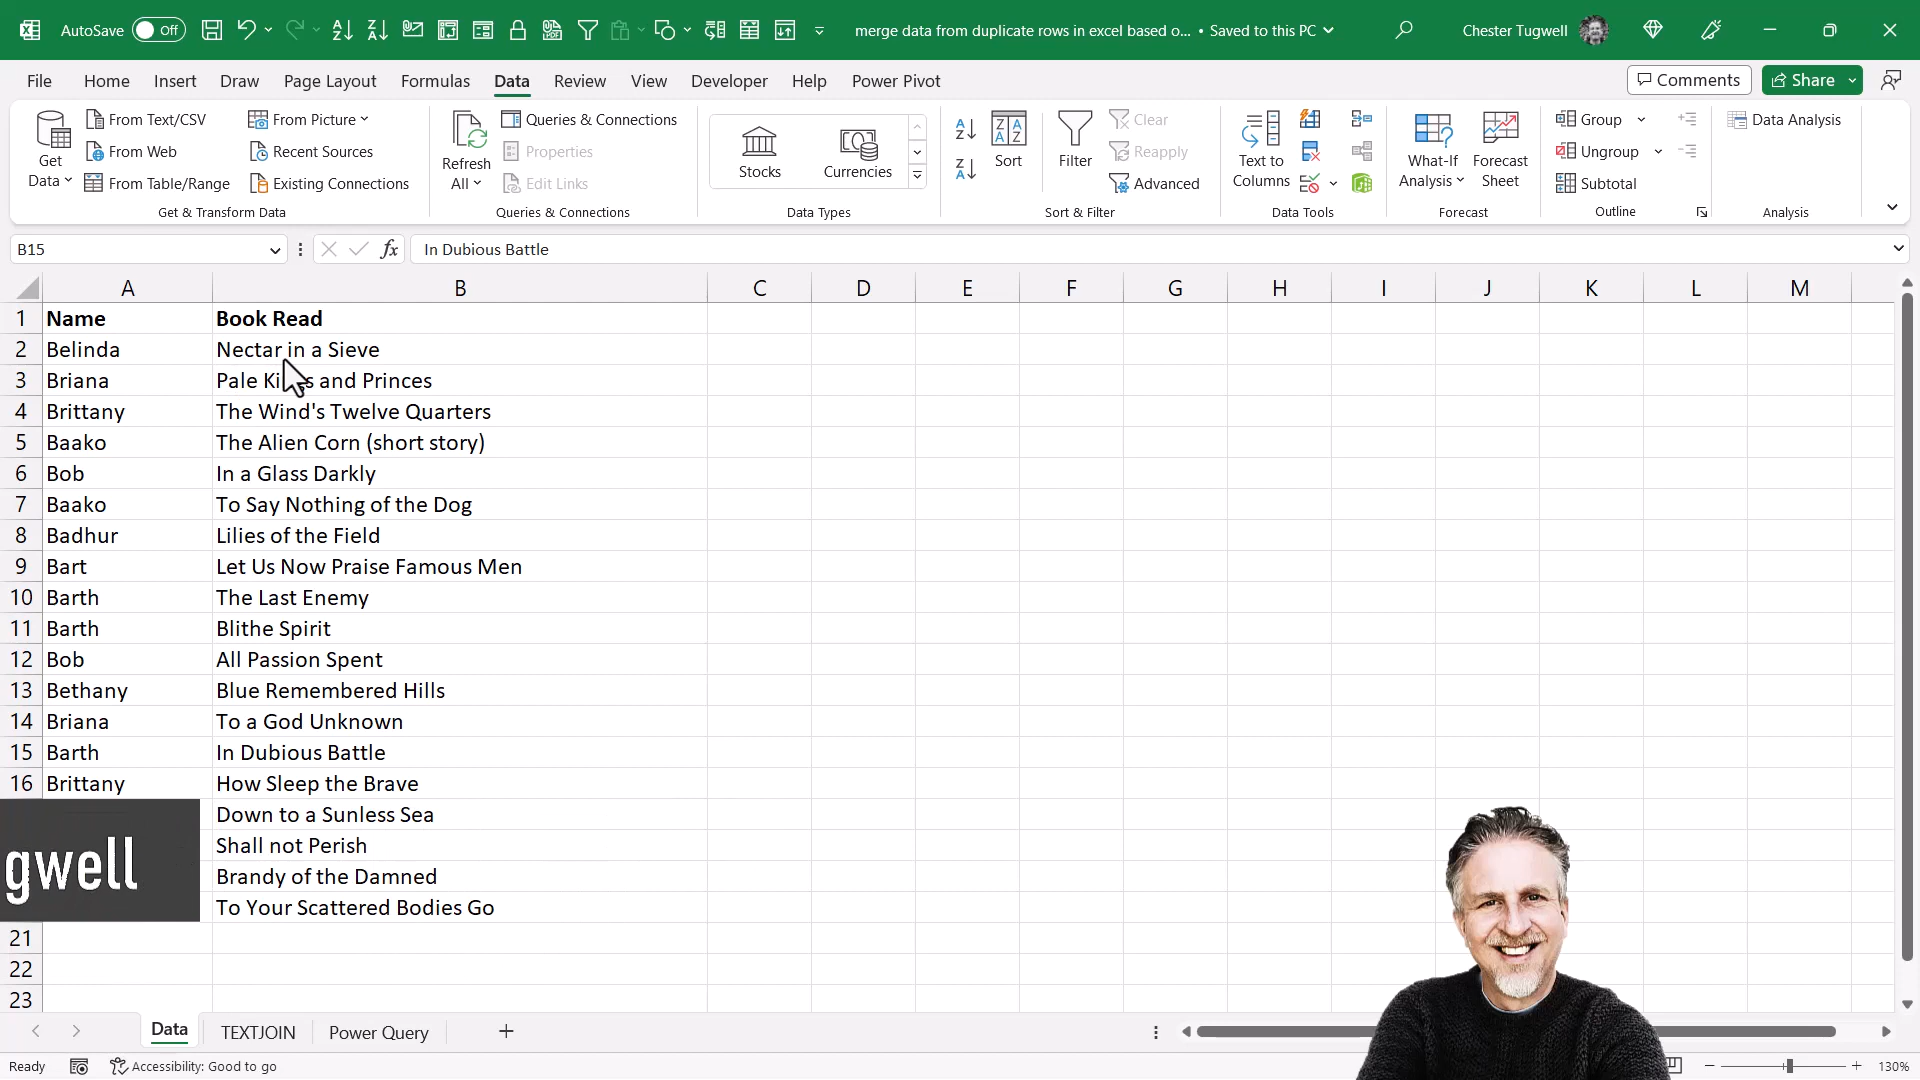 AutoSave Off merge data from duplicate rows in excel based o... • Saved to this PC Chester Tugwell
File Home Insert Draw Page Layout Formulas Data Review View Developer Help Power Pivot Comments Share
Get Data From Text/CSV From Web From Table/Range From Picture Recent Sources Existing Connections
Get & Transform Data
Refresh All Queries & Connections Properties Edit Links
Queries & Connections
Stocks Currencies
Data Types
Sort Filter Clear Reapply Advanced
Sort & Filter
Text to Columns
Data Tools
What-If Analysis Forecast Sheet
Forecast
Group Ungroup Subtotal
Outline
Data Analysis
Analysis
B15 fx In Dubious Battle
A B C D E F G H I J K L M
1 Name Book Read
2 Belinda Nectar in a Sieve
3 Briana Pale Kings and Princes
4 Brittany The Wind's Twelve Quarters
5 Baako The Alien Corn (short story)
6 Bob In a Glass Darkly
7 Baako To Say Nothing of the Dog
8 Badhur Lilies of the Field
9 Bart Let Us Now Praise Famous Men
10 Barth The Last Enemy
11 Barth Blithe Spirit
12 Bob All Passion Spent
13 Bethany Blue Remembered Hills
14 Briana To a God Unknown
15 Barth In Dubious Battle
16 Brittany How Sleep the Brave
Down to a Sunless Sea
gwell Shall not Perish
Brandy of the Damned
To Your Scattered Bodies Go
21
22
23
Data TEXTJOIN Power Query
Ready Accessibility: Good to go 130%